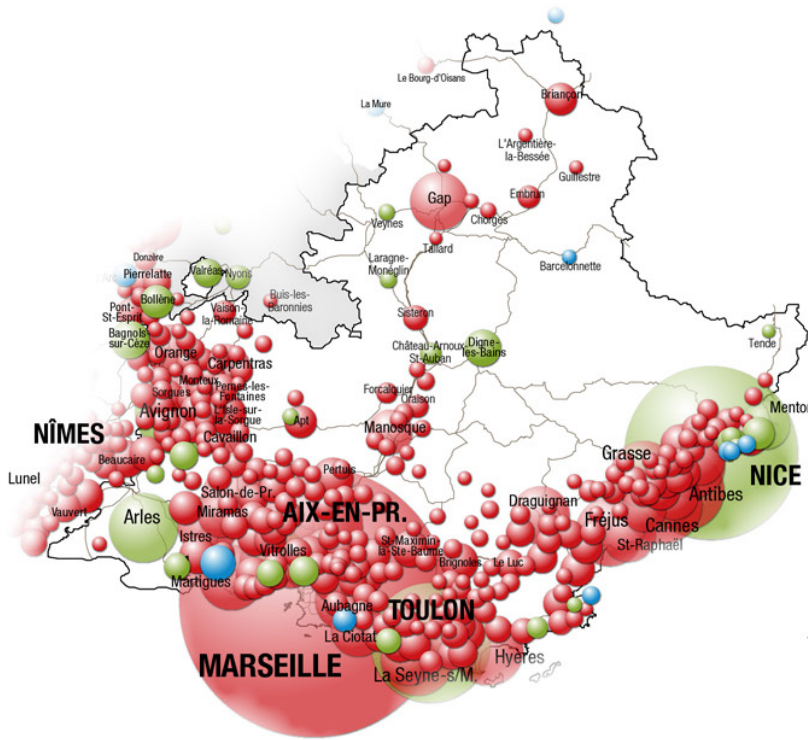 Le Bourg-d'Oisans
Briançon
La Mure
L'Argentière-
la-Bessée
Guillestre
Gap
Embrun
Chorges
Veynes
Tallard
Laragne-
Monéglin
Barcelonnette
Donzère
Pierrelatte
Valréas
Nyons
Buis-les-
Baronnies
Bollène
Pont-
St-Esprit
Vaison-
la-Romaine
Sisteron
Bagnols-
sur-Cèze
Orange
Carpentras
Château-Arnoux
St-Auban
Digne-
les-Bains
Tende
Monteux
Sorgues
Pernes-les-
Fontaines
Forcalquier
Oraison
Avignon
L'Isle-sur-
la-Sorgue
Apt
Manosque
Menton
NÎMES
Cavaillon
Grasse
Beaucaire
Pertuis
NICE
Lunel
Salon-de-Pr.
Antibes
Vauvert
Arles
Miramas
AIX-EN-PR.
Draguignan
Fréjus
Cannes
Istres
St-Maximin-
la-Ste-Baume
St-Raphaël
Vitrolles
Brignoles
Le Luc
Martigues
Aubagne
TOULON
La Ciotat
MARSEILLE
Hyères
La Seyne-s/M.